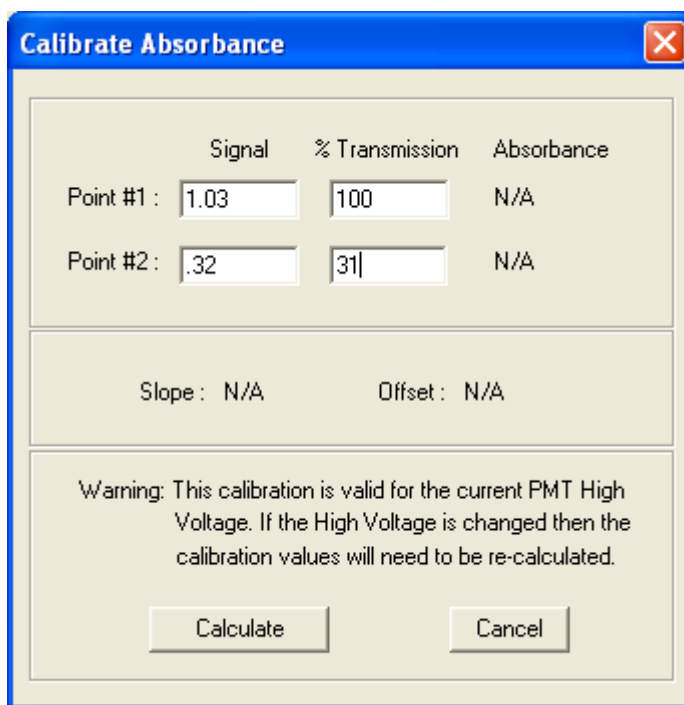 Calibrate Absorbance
Signal % Transmission Absorbance
Point #1 : 1.03 100 N/A
Point #2 : .32 31 N/A
Slope : N/A Offset : N/A
Warning: This calibration is valid for the current PMT High
Voltage. If the High Voltage is changed then the
calibration values will need to be re-calculated.
Calculate Cancel